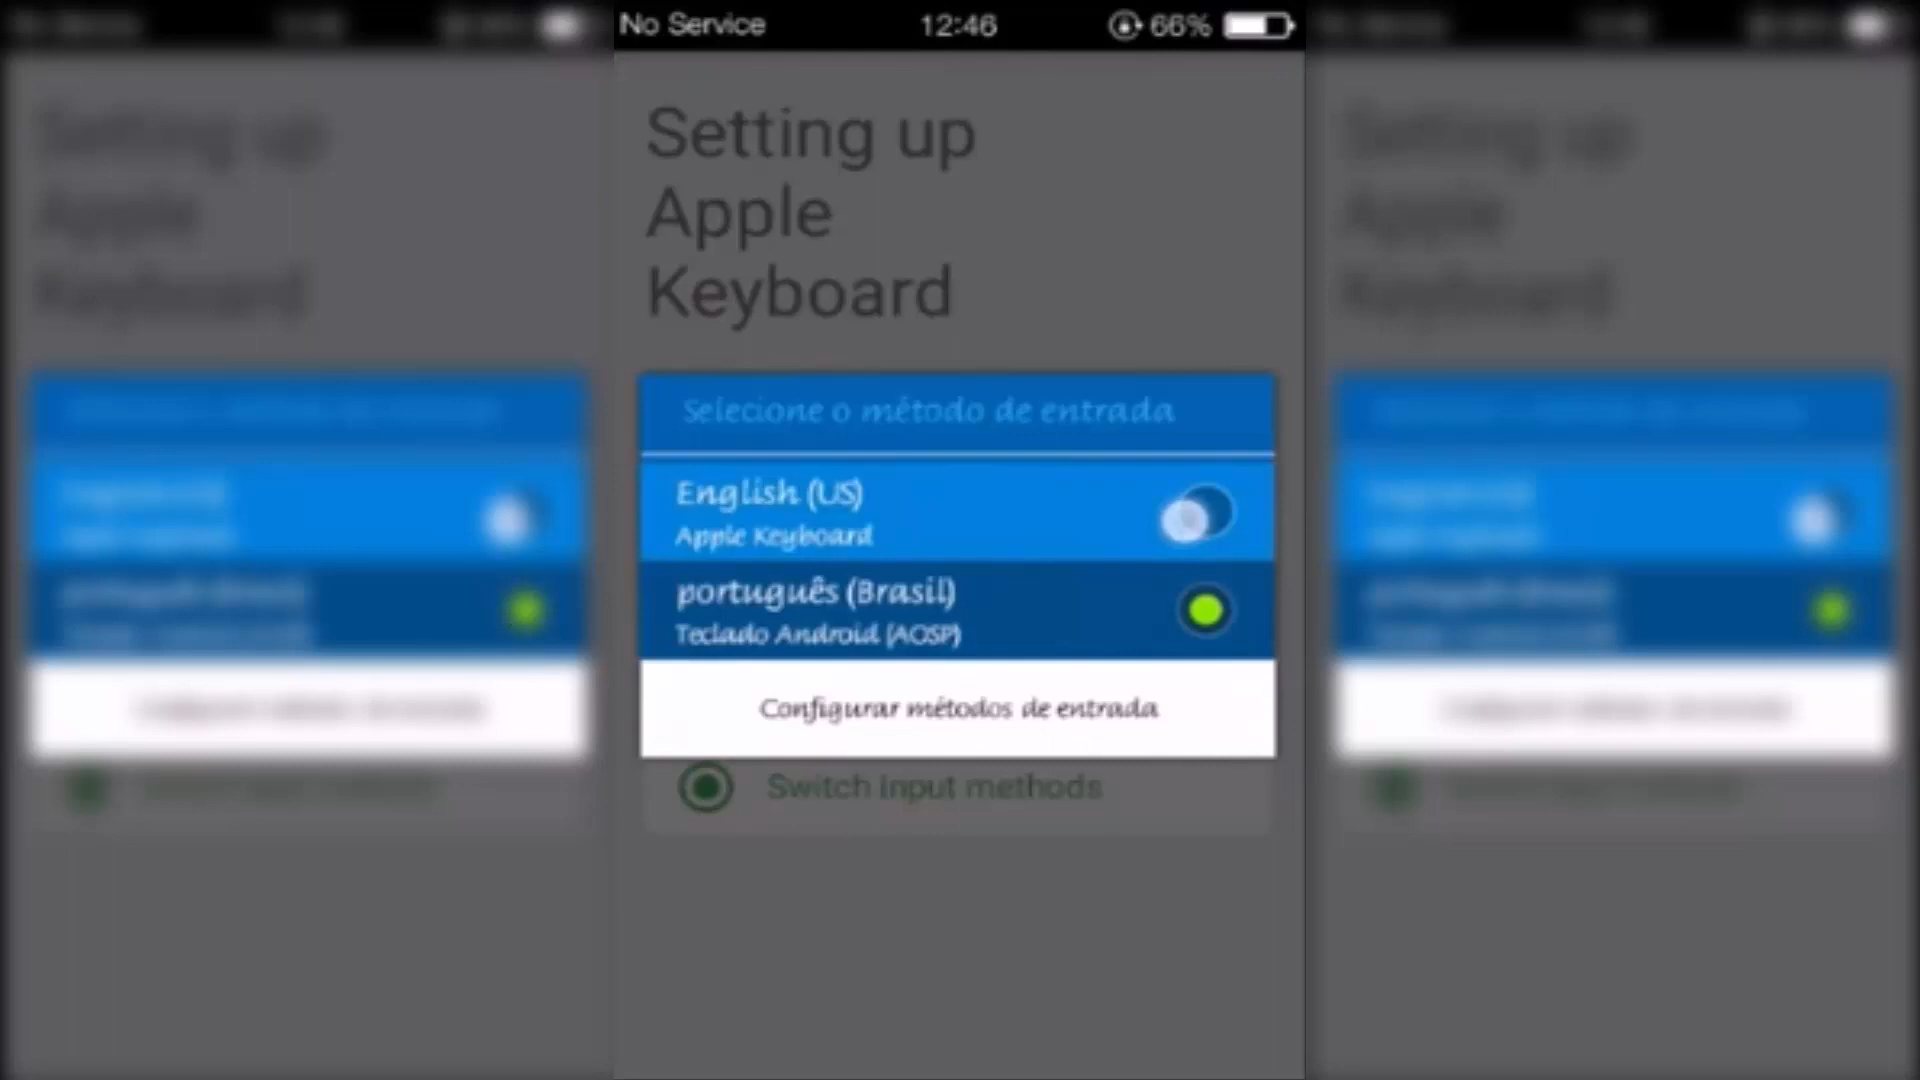 No Service 12:46 66%
Setting up
Apple
Keyboard
Selecione o método de entrada
English (US)
Apple Keyboard
português (Brasil)
Teclado Android (AOSP)
Configurar métodos de entrada
Switch input methods